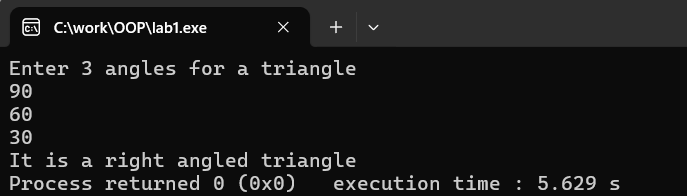 C:\work\OOP\lab1.exe
Enter 3 angles for a triangle
90
60
30
It is a right angled triangle
Process returned 0 (0x0)   execution time : 5.629 s